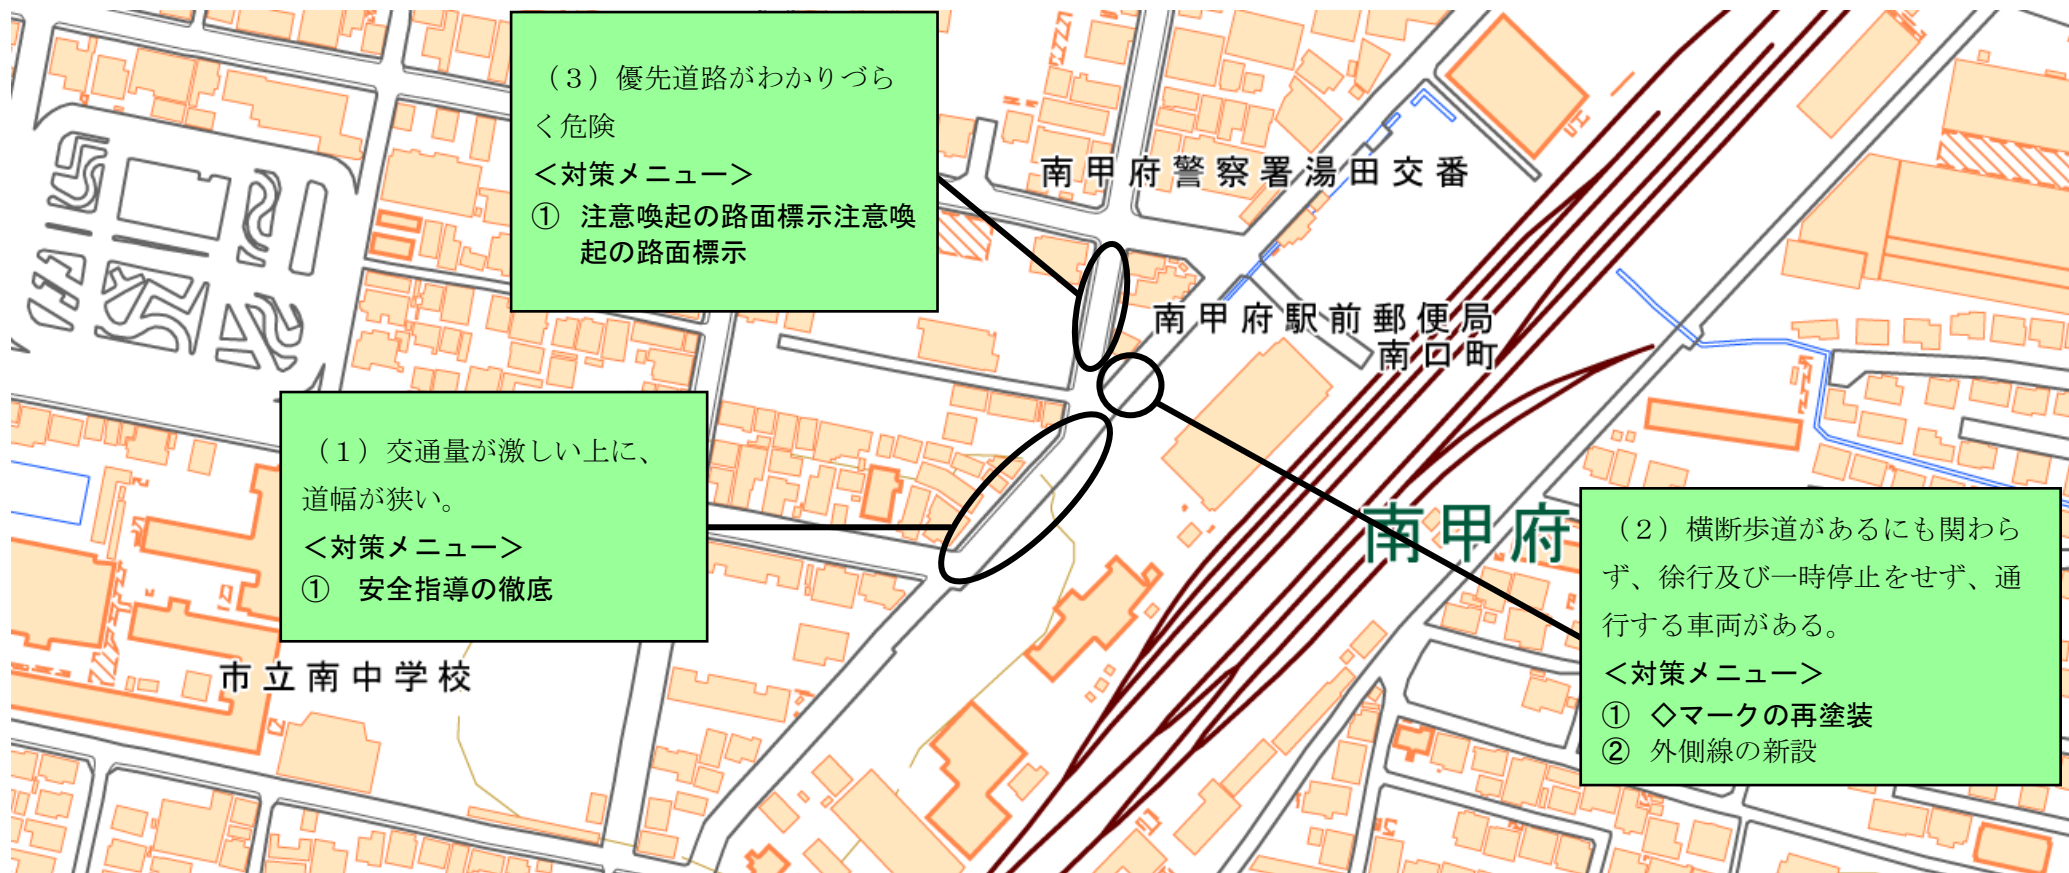 （３）優先道路がわかりづら
く危険
＜対策メニュー＞
① 注意喚起の路面標示注意喚
起の路面標示
南甲府警察署湯田交番
南甲府駅前郵便局
南口町
（１）交通量が激しい上に、
道幅が狭い。
＜対策メニュー＞
① 安全指導の徹底
南甲府
（２）横断歩道があるにも関わら
ず、徐行及び一時停止をせず、通
行する車両がある。
＜対策メニュー＞
① ◇マークの再塗装
② 外側線の新設
市立南中学校